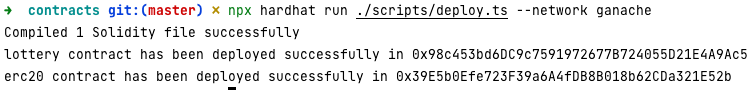 ➜ contracts git:(master) ✗ npx hardhat run ./scripts/deploy.ts --network ganache
Compiled 1 Solidity file successfully
lottery contract has been deployed successfully in 0x98c453bd6DC9c7591972677B724055D21E4A9Ac5
erc20 contract has been deployed successfully in 0x39E5b0Efe723F39a6A4fDB8B018b62CDa321E52b